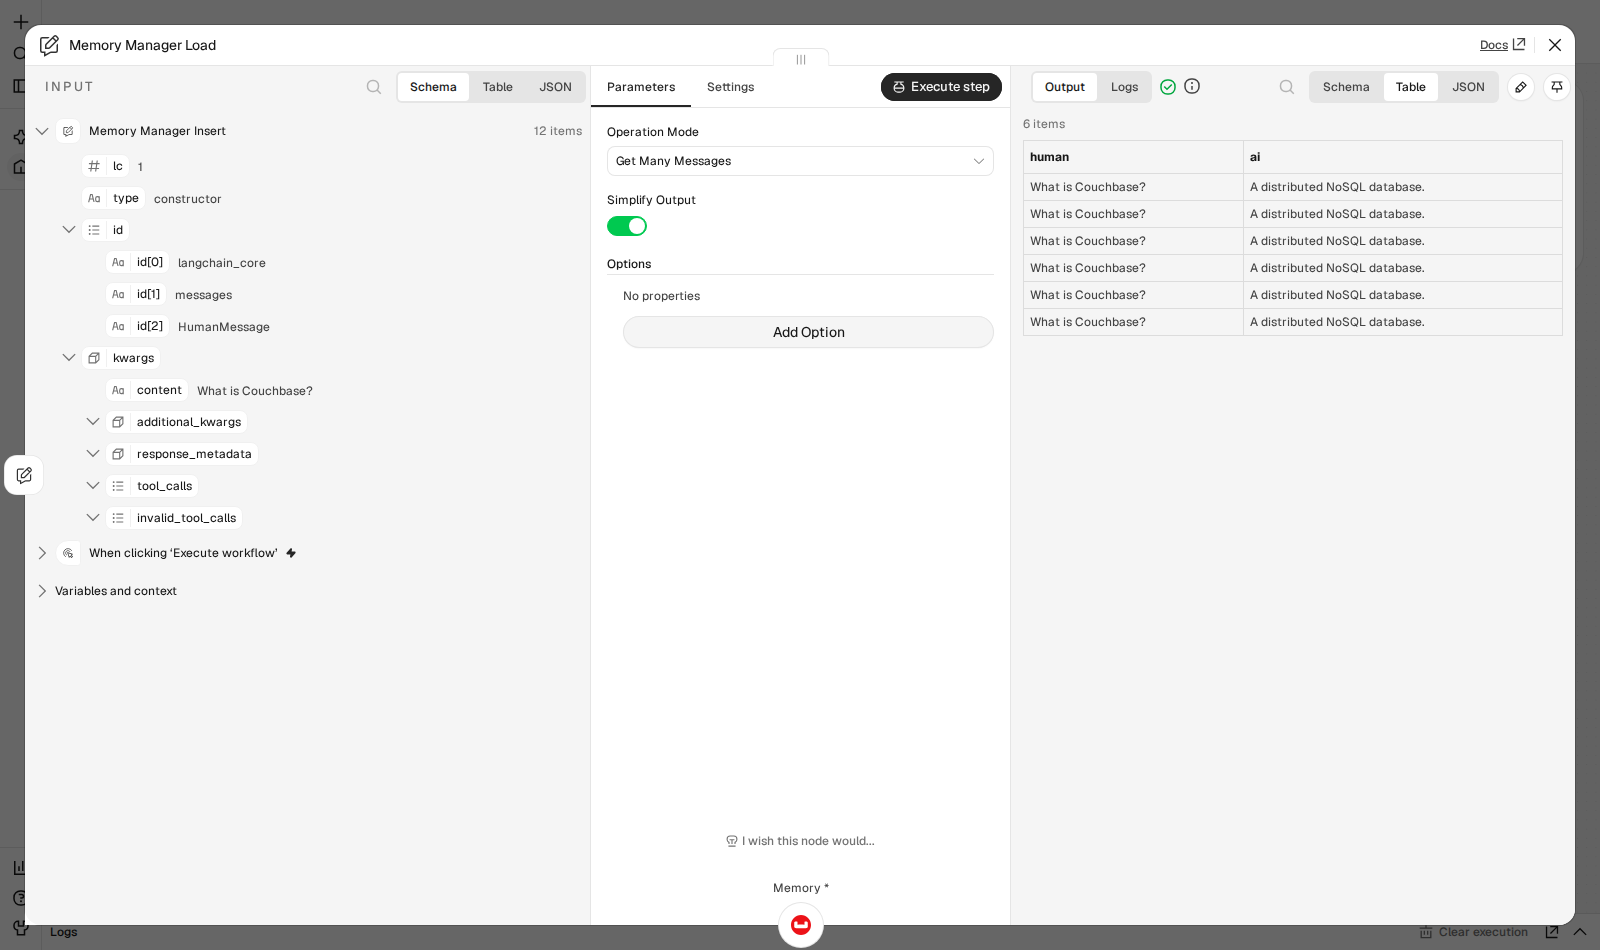 Memory Manager Load
Docs
INPUT
Schema
Table
JSON
Memory Manager Insert
12 items
# lc 1
Aa type constructor
id
Aa id[0] langchain_core
Aa id[1] messages
Aa id[2] HumanMessage
kwargs
Aa content What is Couchbase?
additional_kwargs
response_metadata
tool_calls
invalid_tool_calls
When clicking ‘Execute workflow’
Variables and context
Parameters
Settings
Execute step
Operation Mode
Get Many Messages
Simplify Output
Options
No properties
Add Option
I wish this node would...
Memory *
Output
Logs
Schema
Table
JSON
6 items
human ai
What is Couchbase? A distributed NoSQL database.
What is Couchbase? A distributed NoSQL database.
What is Couchbase? A distributed NoSQL database.
What is Couchbase? A distributed NoSQL database.
What is Couchbase? A distributed NoSQL database.
What is Couchbase? A distributed NoSQL database.
Logs
Clear execution